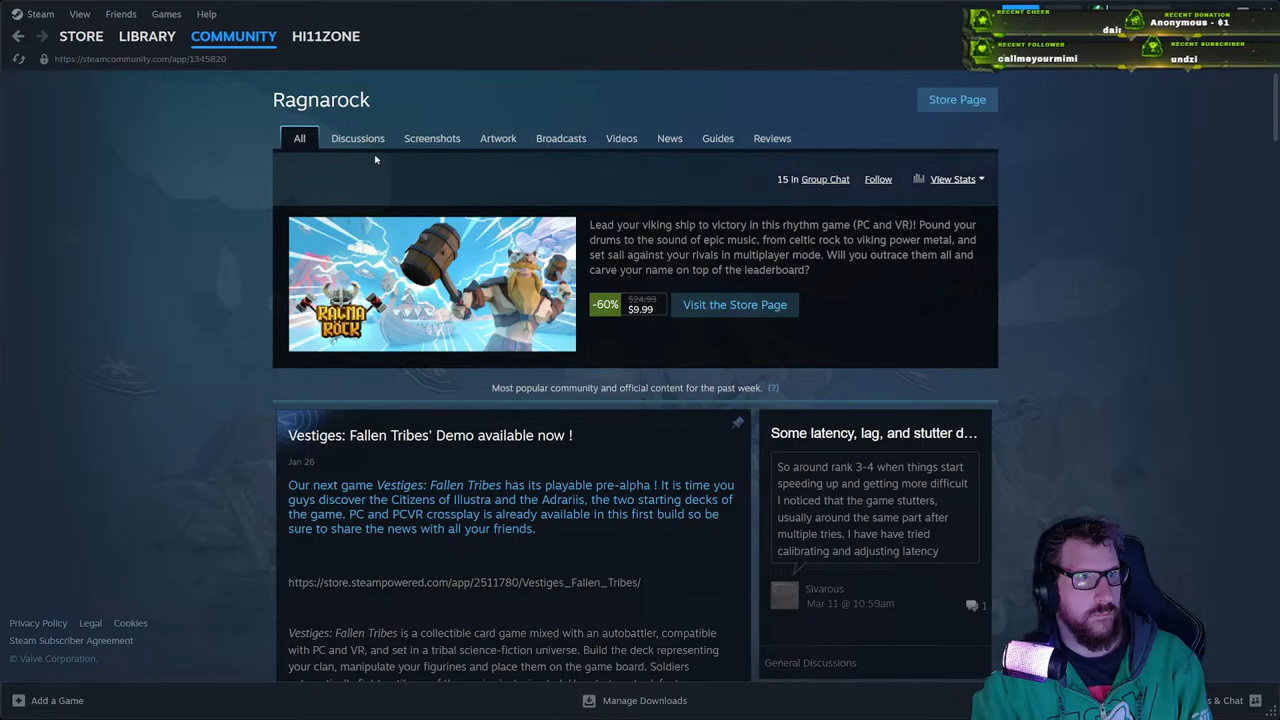 Steam View Friends Games Help
STORE LIBRARY COMMUNITY HI11ZONE
https://steamcommunity.com/app/1345820
RECENT CHEER
RECENT DONATION
Anonymous - $1
RECENT FOLLOWER
callmeyourmimi
RECENT SUBSCRIBER
undzi
Ragnarock
Store Page
All Discussions Screenshots Artwork Broadcasts Videos News Guides Reviews
15 in Group Chat Follow View Stats
RAGNA
RÖCK
Lead your viking ship to victory in this rhythm game (PC and VR)! Pound your
drums to the sound of epic music, from celtic rock to viking power metal, and
set sail against your rivals in multiplayer mode. Will you outrace them all and
carve your name on top of the leaderboard?
-60% $24.99
$9.99
Visit the Store Page
Most popular community and official content for the past week. (?)
Vestiges: Fallen Tribes' Demo available now !
Jan 26
Our next game Vestiges: Fallen Tribes has its playable pre-alpha ! It is time you
guys discover the Citizens of Illustra and the Adrariis, the two starting decks of
the game. PC and PCVR crossplay is already available in this first build so be
sure to share the news with all your friends.
https://store.steampowered.com/app/2511780/Vestiges_Fallen_Tribes/
Vestiges: Fallen Tribes is a collectible card game mixed with an autobattler, compatible
with PC and VR, and set in a tribal science-fiction universe. Build the deck representing
your clan, manipulate your figurines and place them on the game board. Soldiers
Some latency, lag, and stutter d...
So around rank 3-4 when things start
speeding up and getting more difficult
I noticed that the game stutters,
usually around the same part after
multiple tries. I have have tried
calibrating and adjusting latency
Sivarous
Mar 11 @ 10:59am
1
General Discussions
Privacy Policy Legal Cookies
Steam Subscriber Agreement
© Valve Corporation.
Add a Game
Manage Downloads
s & Chat